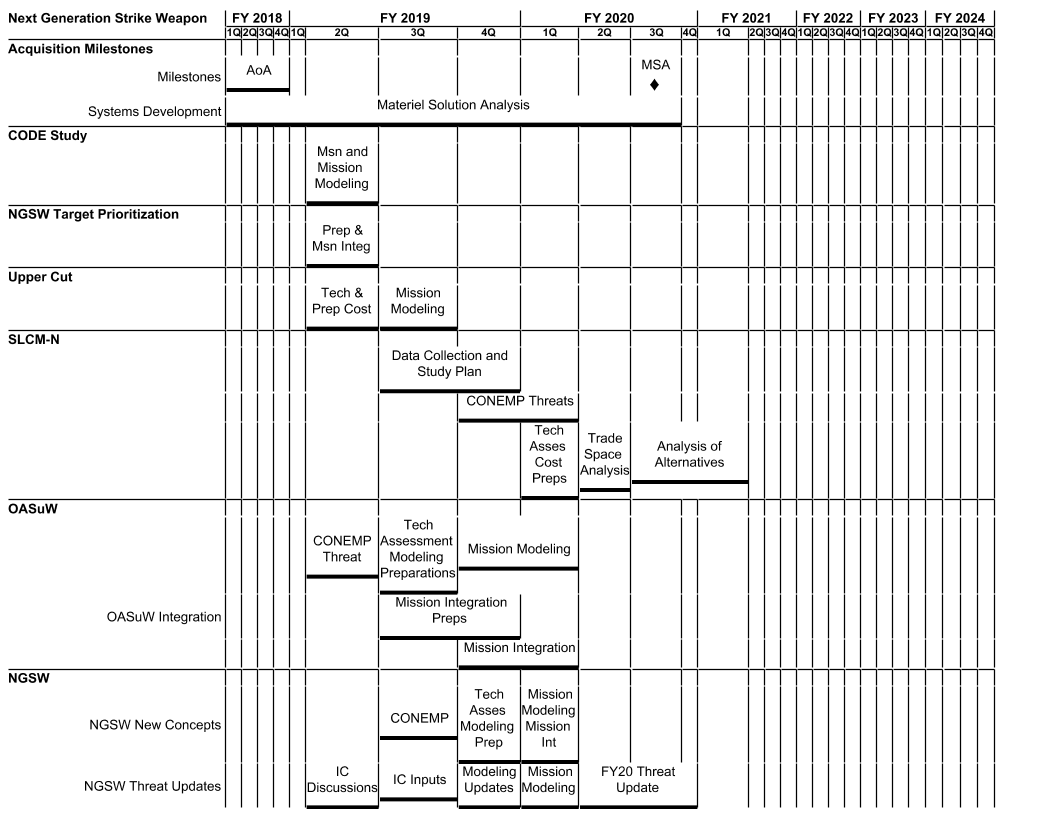 Next Generation Strike Weapon FY 2018 FY 2019 FY 2020 FY 2021 FY 2022 FY 2023 FY 2024
1Q 2Q 3Q 4Q 1Q 2Q 3Q 4Q 1Q 2Q 3Q 4Q 1Q 2Q 3Q 4Q 1Q 2Q 3Q 4Q 1Q 2Q 3Q 4Q 1Q 2Q 3Q 4Q
Acquisition Milestones
Milestones
AoA
MSA
Systems Development
Materiel Solution Analysis
CODE Study
Msn and
Mission
Modeling
NGSW Target Prioritization
Prep &
Msn Integ
Upper Cut
Tech &
Prep Cost
Mission
Modeling
SLCM-N
Data Collection and
Study Plan
CONEMP Threats
Tech
Asses
Cost
Preps
Trade
Space
Analysis
Analysis of
Alternatives
OASuW
CONEMP
Threat
Tech
Assessment
Modeling
Preparations
Mission Modeling
OASuW Integration
Mission Integration
Preps
Mission Integration
NGSW
NGSW New Concepts
CONEMP
Tech
Asses
Modeling
Prep
Mission
Modeling
Mission
Int
NGSW Threat Updates
IC
Discussions
IC Inputs
Modeling
Updates
Mission
Modeling
FY20 Threat
Update